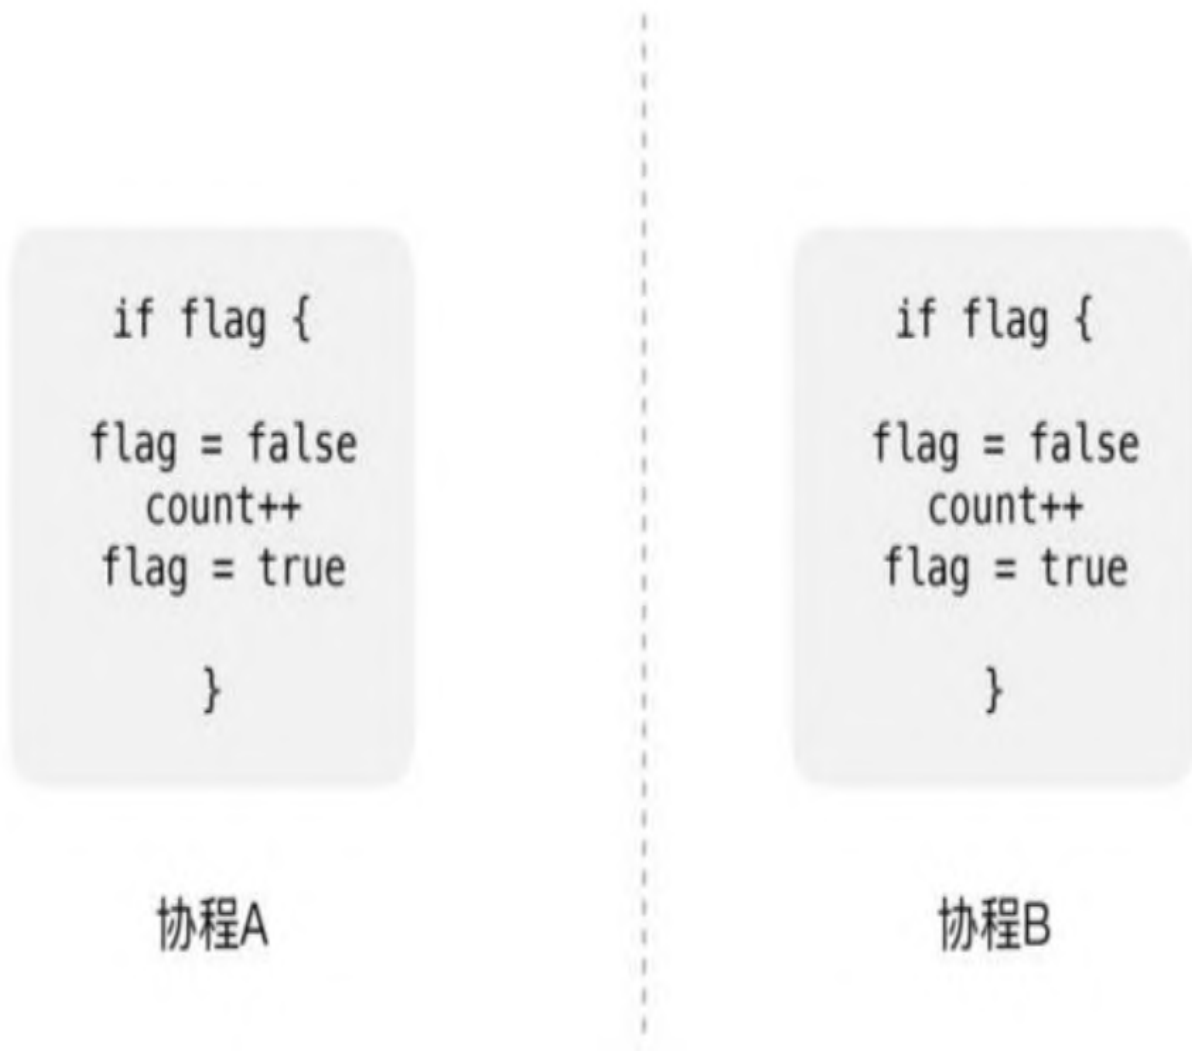 if flag {
flag = false
count++
flag = true
}
协程A
if flag {
flag = false
count++
flag = true
}
协程B